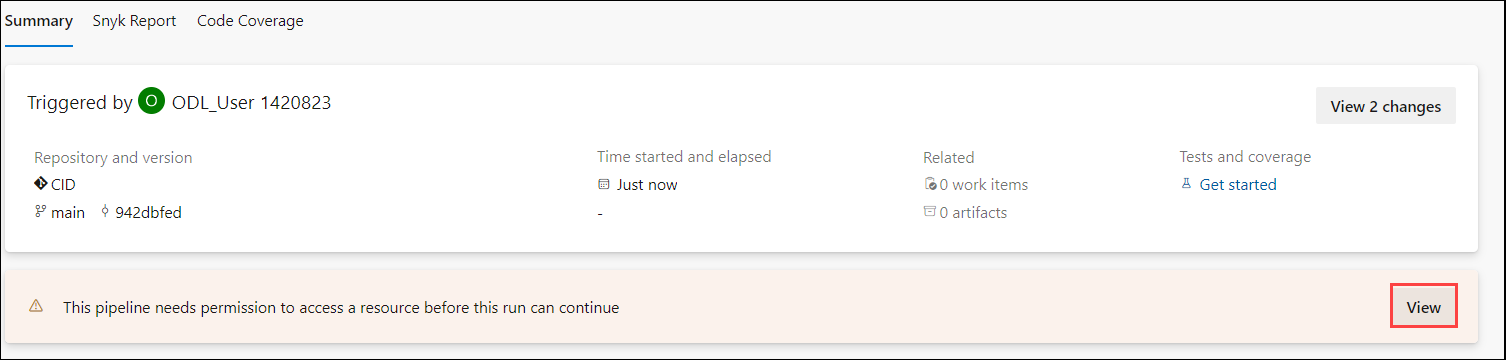 Summary Snyk Report Code Coverage
Triggered by O ODL_User 1420823
View 2 changes
Repository and version Time started and elapsed Related Tests and coverage
CID Just now 0 work items Get started
main 942dbfed - 0 artifacts
This pipeline needs permission to access a resource before this run can continue View